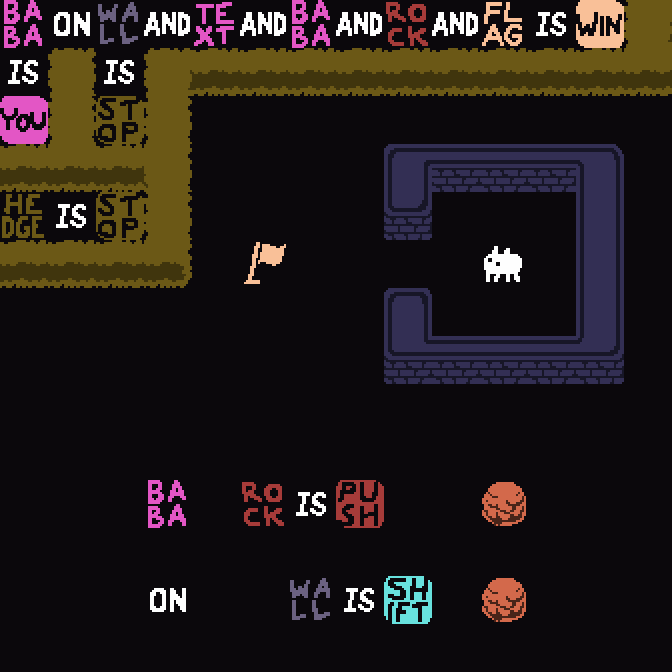 BABA ON WALL AND TEXT AND BABA AND ROCK AND FLAG IS WIN
IS IS
YOU STOP
HEDGE IS STOP
BABA ROCK IS PUSH
ON WALL IS SHIFT